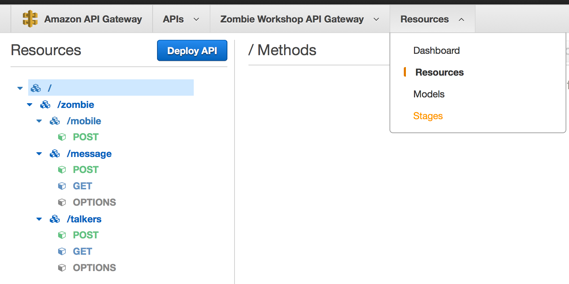 Amazon API Gateway APIs Zombie Workshop API Gateway Resources
Resources Deploy API / Methods
Dashboard
Resources
Models
Stages
/
/zombie
/mobile
POST
/message
POST
GET
OPTIONS
/talkers
POST
GET
OPTIONS